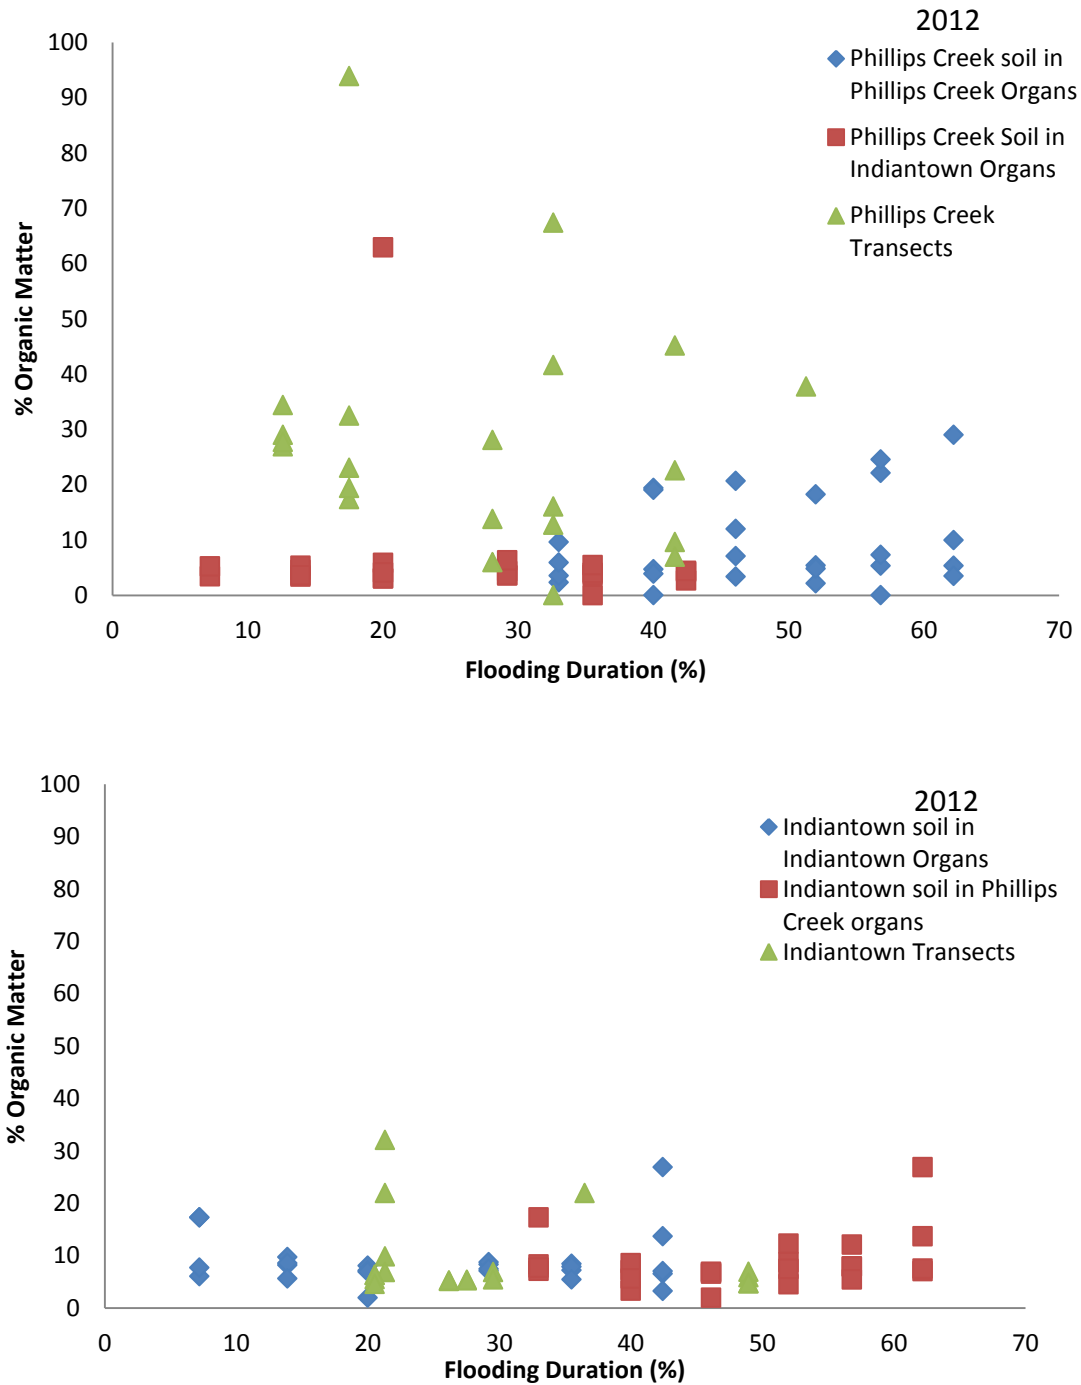 2012
100
90
80
70
60
50
40
30
20
10
0
% Organic Matter
Phillips Creek soil in
Phillips Creek Organs
Phillips Creek Soil in
Indiantown Organs
Phillips Creek
Transects
0 10 20 30 40 50 60 70
Flooding Duration (%)
2012
100
90
80
70
60
50
40
30
20
10
0
% Organic Matter
Indiantown soil in
Indiantown Organs
Indiantown soil in Phillips
Creek organs
Indiantown Transects
0 10 20 30 40 50 60 70
Flooding Duration (%)